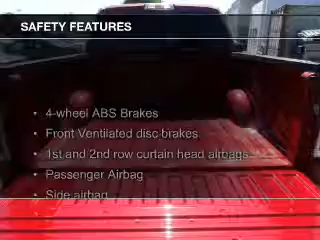 SAFETY FEATURES
• 4-wheel ABS Brakes
• Front Ventilated disc brakes
• 1st and 2nd row curtain head airbags
• Passenger Airbag
• Side airbag